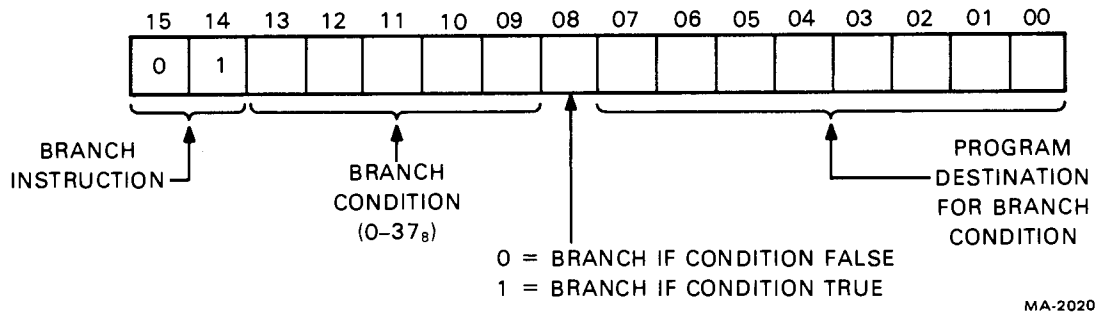 15 14 13 12 11 10 09 08 07 06 05 04 03 02 01 00
0 1
BRANCH
INSTRUCTION
BRANCH
CONDITION
(0–37₈)
PROGRAM
DESTINATION
FOR BRANCH
CONDITION
0 = BRANCH IF CONDITION FALSE
1 = BRANCH IF CONDITION TRUE
MA-2020